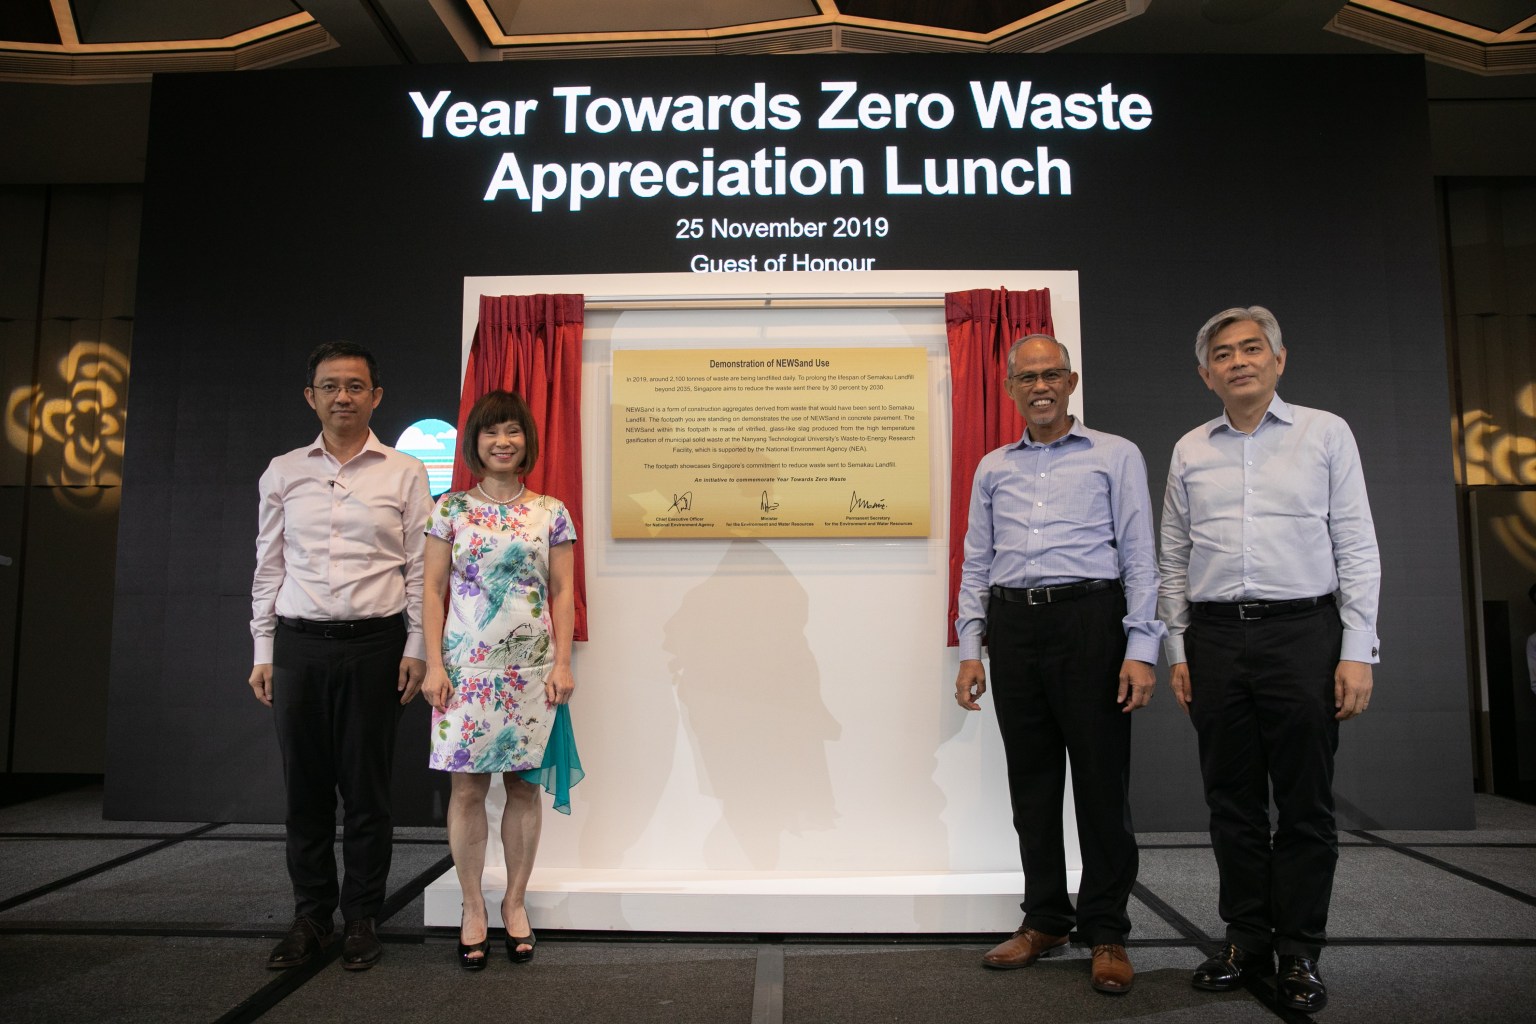 Year Towards Zero Waste
Appreciation Lunch
25 November 2019
Guest of Honour
Demonstration of NEWSand Use
In 2019, around 2,100 tonnes of waste are being landfilled daily. To prolong the lifespan of Semakau Landfill
beyond 2035, Singapore aims to reduce the waste sent there by 30 percent by 2030.
NEWSand is a form of construction aggregates derived from waste that would have been sent to Semakau
Landfill. The footpath you are standing on demonstrates the use of NEWSand in concrete pavement. The
NEWSand within this footpath is made of vitrified, glass-like slag produced from the high temperature
gasification of municipal solid waste at the Nanyang Technological University's Waste-to-Energy Research
Facility, which is supported by the National Environment Agency (NEA).
The footpath showcases Singapore's commitment to reduce waste sent to Semakau Landfill.
An initiative to commemorate Year Towards Zero Waste
Chief Executive Officer
for National Environment Agency
Minister
for the Environment and Water Resources
Permanent Secretary
for the Environment and Water Resources